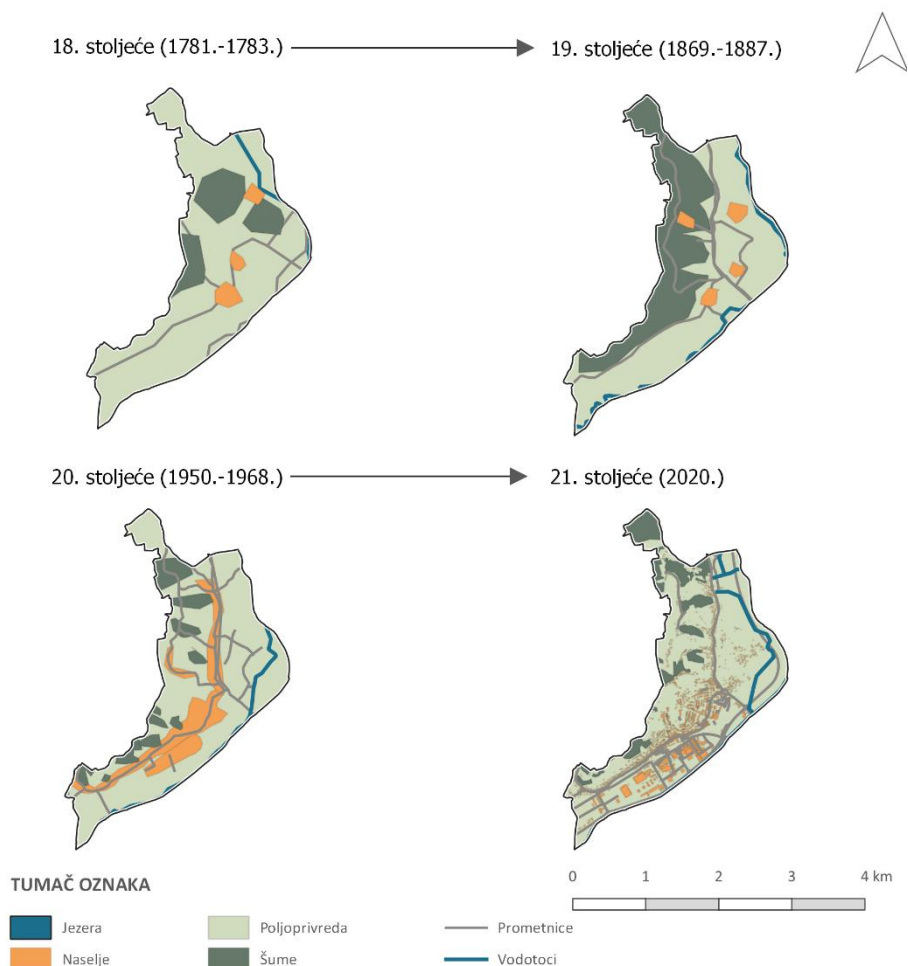 18. stoljeće (1781.-1783.)
19. stoljeće (1869.-1887.)
20. stoljeće (1950.-1968.)
21. stoljeće (2020.)
TUMAČ OZNAKA
0 1 2 3 4 km
Jezera
Poljoprivreda
Prometnice
Naselje
Šume
Vodotoci